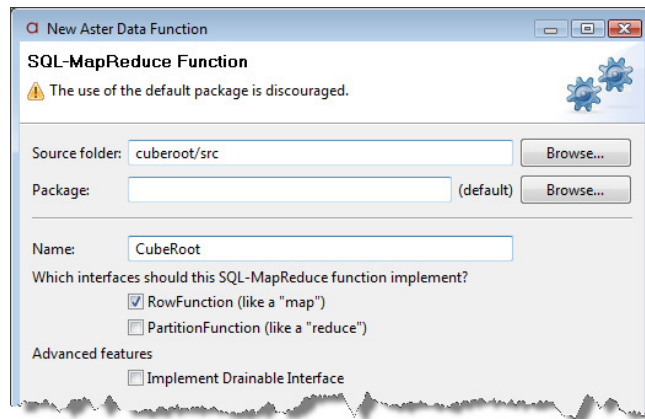 New Aster Data Function
SQL-MapReduce Function
The use of the default package is discouraged.
Source folder: cuberoot/src Browse...
Package: (default) Browse...
Name: CubeRoot
Which interfaces should this SQL-MapReduce function implement?
RowFunction (like a "map")
PartitionFunction (like a "reduce")
Advanced features
Implement Drainable Interface